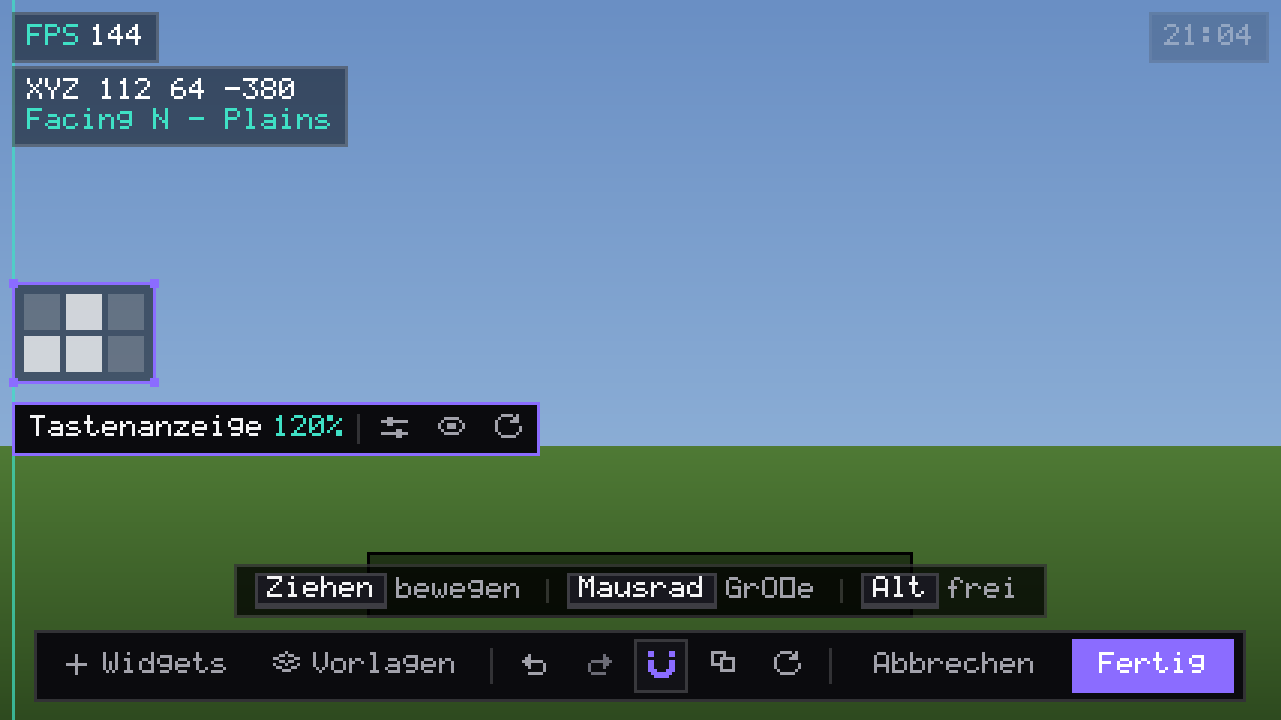 FPS 144
21:04
XYZ 112 64 -380
Facing N - Plains
Tastenanzeige 120%
Ziehen bewegen | Mausrad GrO□e | Alt frei
Widgets Vorlagen Abbrechen Fertig